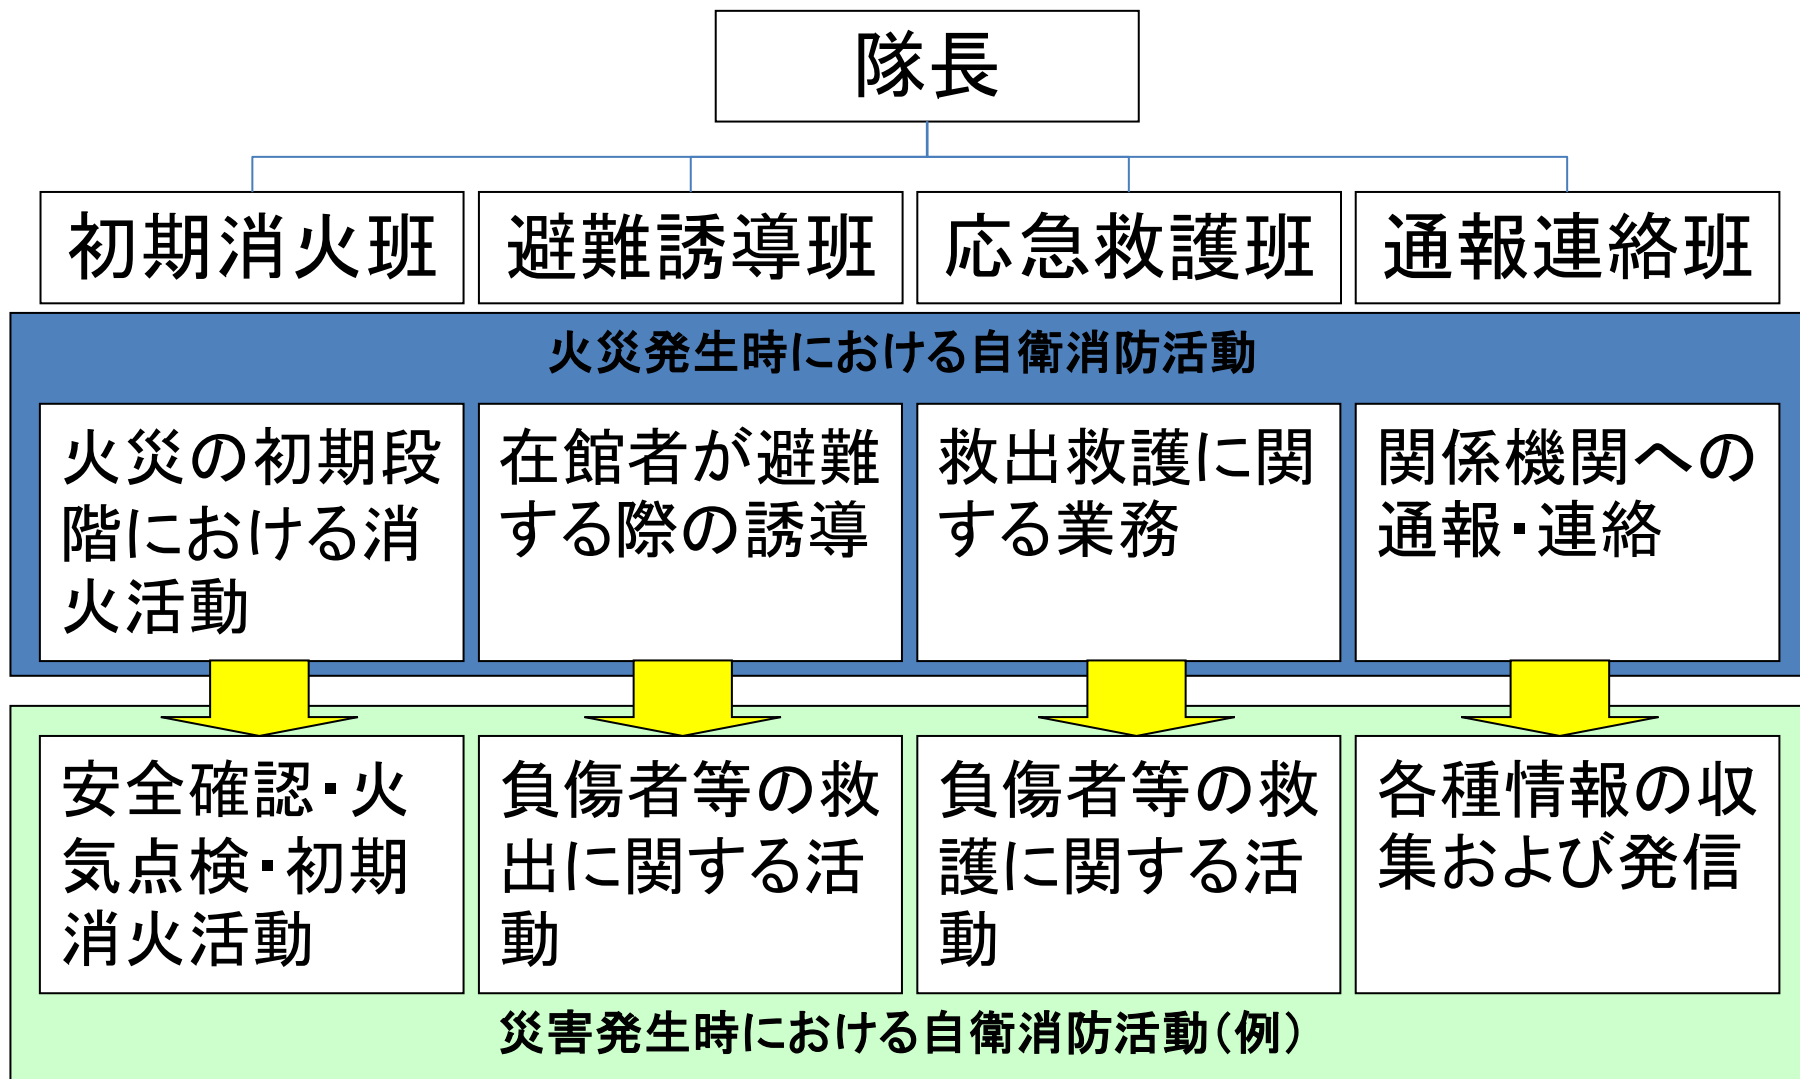 隊長
初期消火班
避難誘導班
応急救護班
通報連絡班
火災発生時における自衛消防活動
火災の初期段
階における消
火活動
在館者が避難
する際の誘導
救出救護に関
する業務
関係機関への
通報・連絡
安全確認・火
気点検・初期
消火活動
負傷者等の救
出に関する活
動
負傷者等の救
護に関する活
動
各種情報の収
集および発信
災害発生時における自衛消防活動(例)